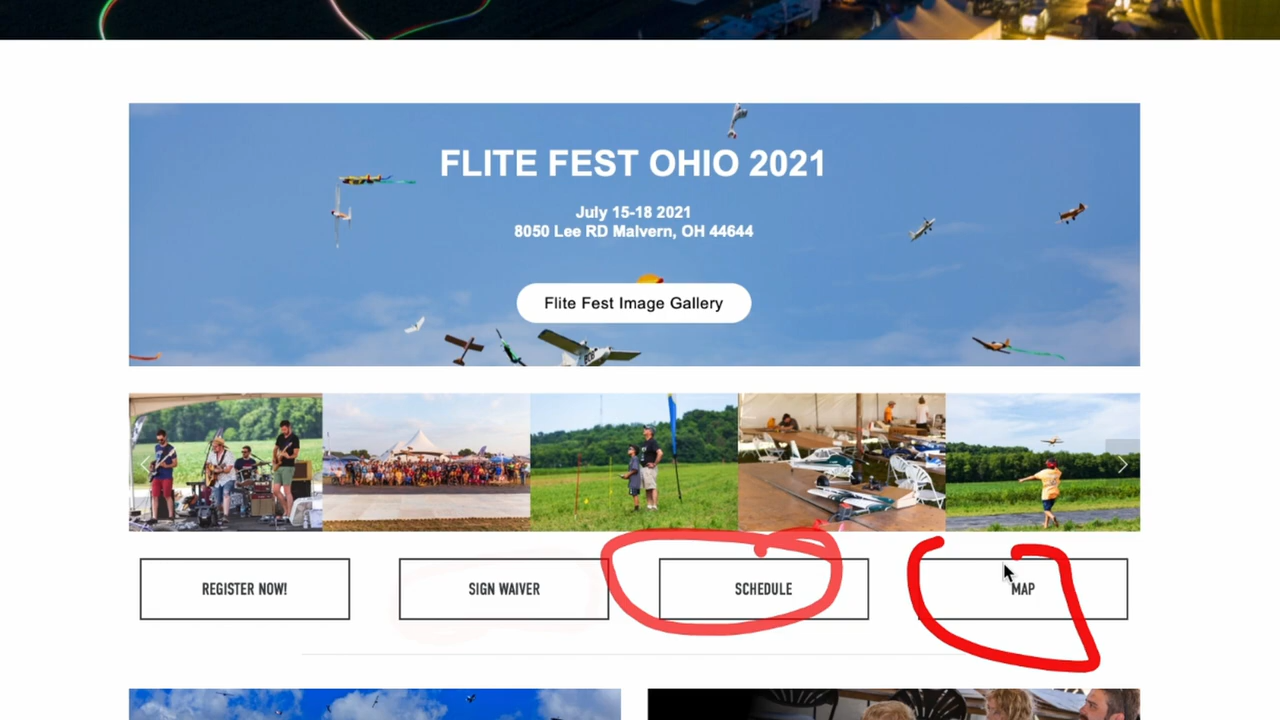 FLITE FEST OHIO 2021
July 15-18 2021
8050 Lee RD Malvern, OH 44644
Flite Fest Image Gallery
REGISTER NOW!
SIGN WAIVER
SCHEDULE
MAP